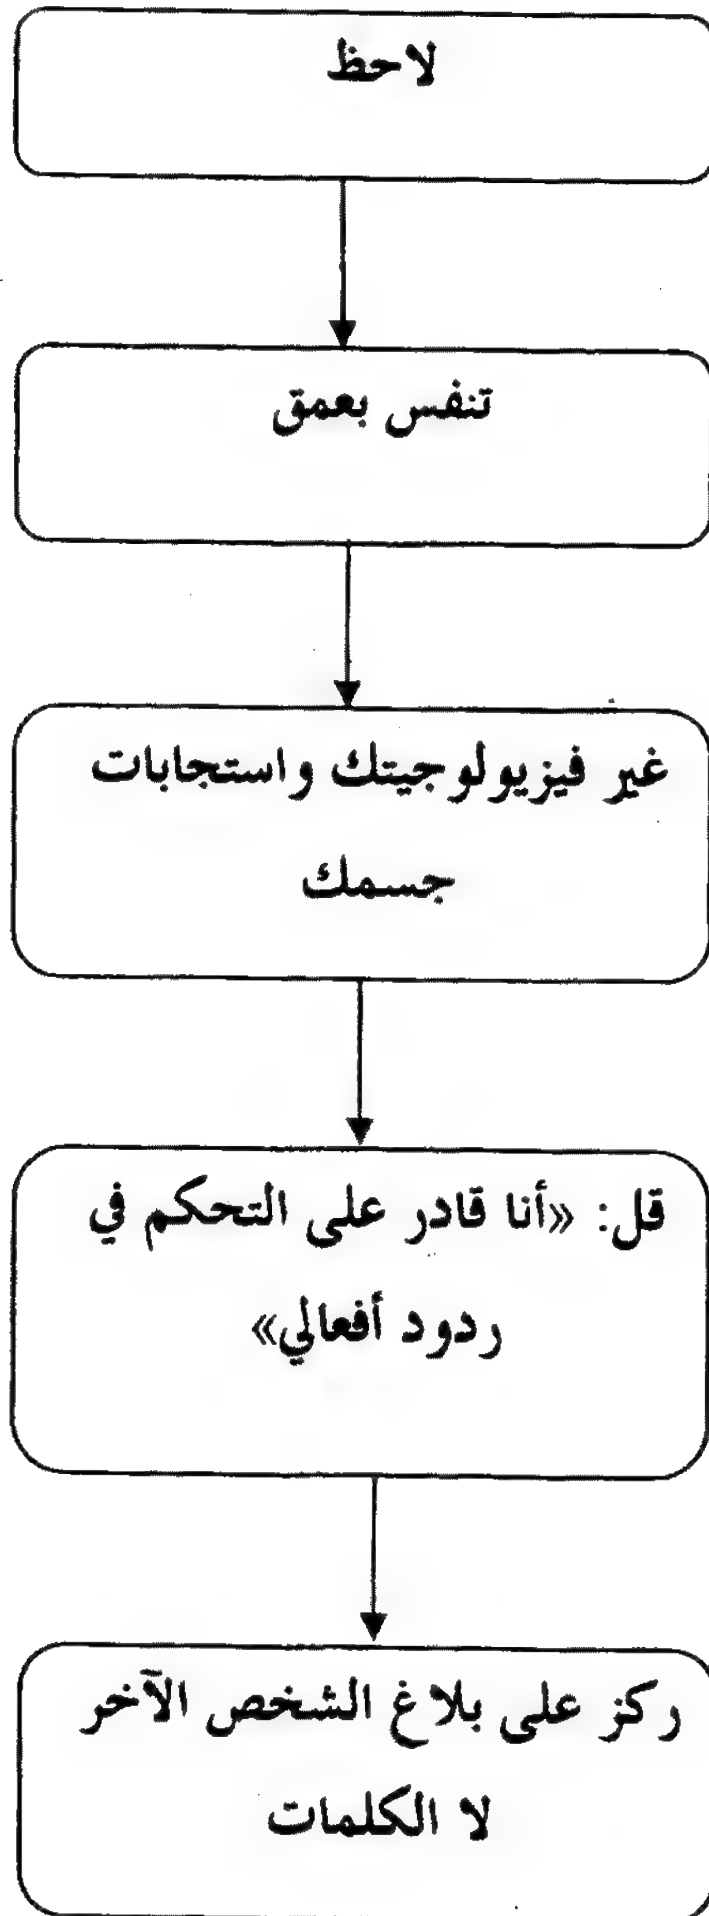 لاحظ
تنفس بعمق
غير فيزيولوجيتك واستجابات
جسمك
قل: «أنا قادر على التحكم في
ردود أفعالي»
ركز على بلاغ الشخص الآخر
لا الكلمات